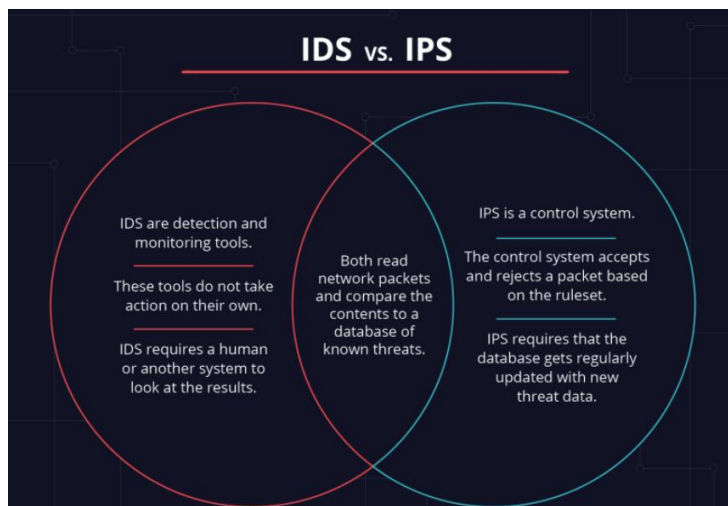 IDS vs. IPS
IDS are detection and
monitoring tools.
These tools do not take
action on their own.
IDS requires a human
or another system to
look at the results.
Both read
network packets
and compare the
contents to a
database of
known threats.
IPS is a control system.
The control system accepts
and rejects a packet based
on the ruleset.
IPS requires that the
database gets regularly
updated with new
threat data.